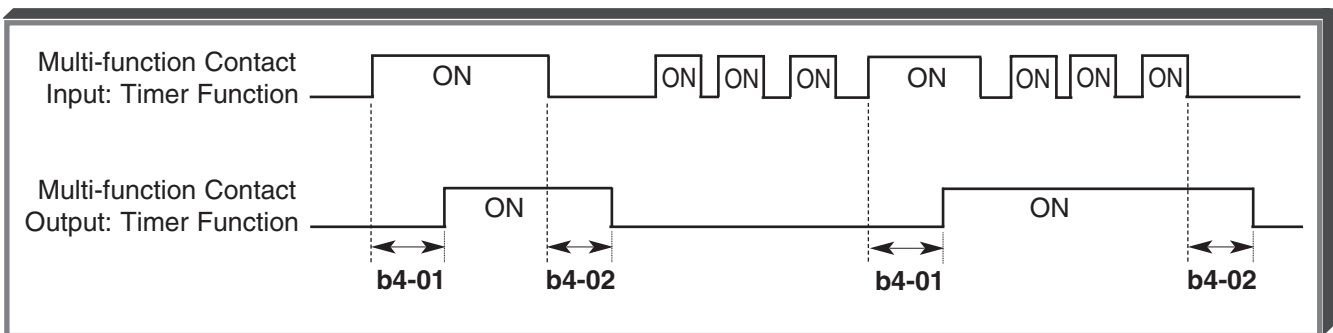 Multi-function Contact
Input: Timer Function
ON ON ON ON ON ON ON ON
Multi-function Contact
Output: Timer Function
ON ON
b4-01 b4-02 b4-01 b4-02